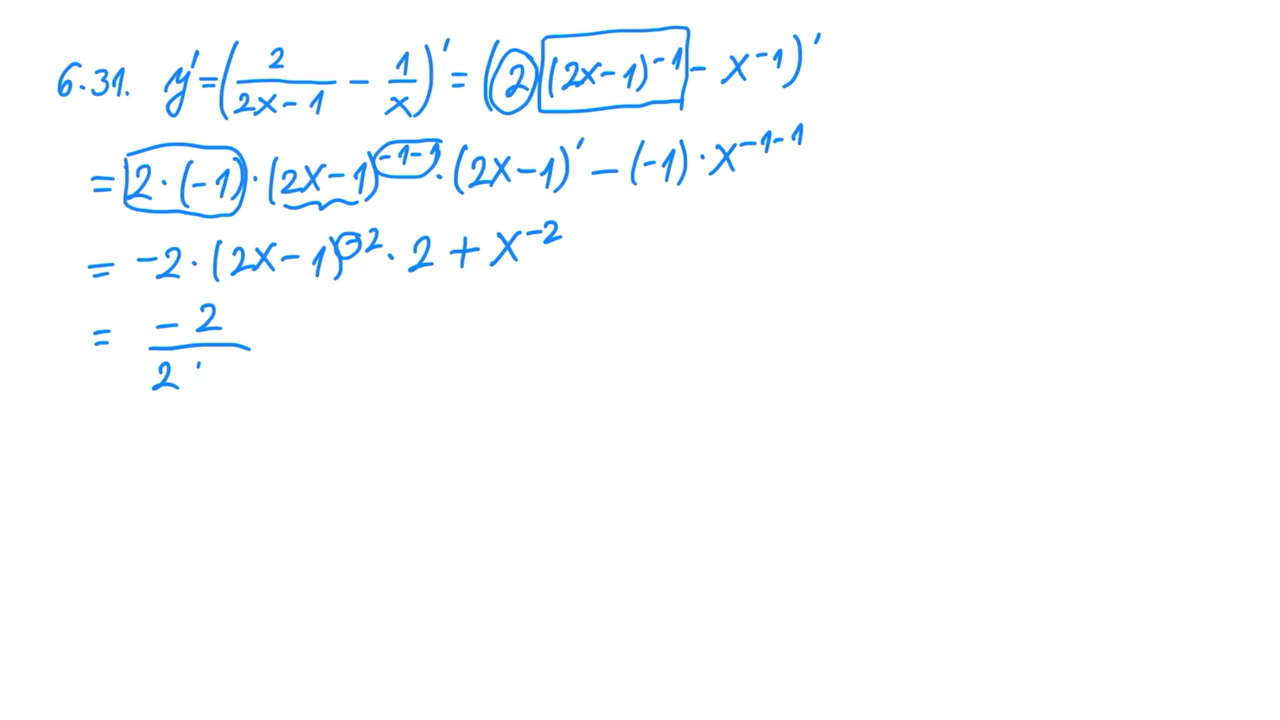 6.31. y' = (2/(2x-1) - 1/x)' = (2 (2x-1)^-1 - x^-1)'
= 2·(-1)·(2x-1)^-1-1·(2x-1)' - (-1)·x^-1-1
= -2·(2x-1)^-2·2 + x^-2
= -2/2·